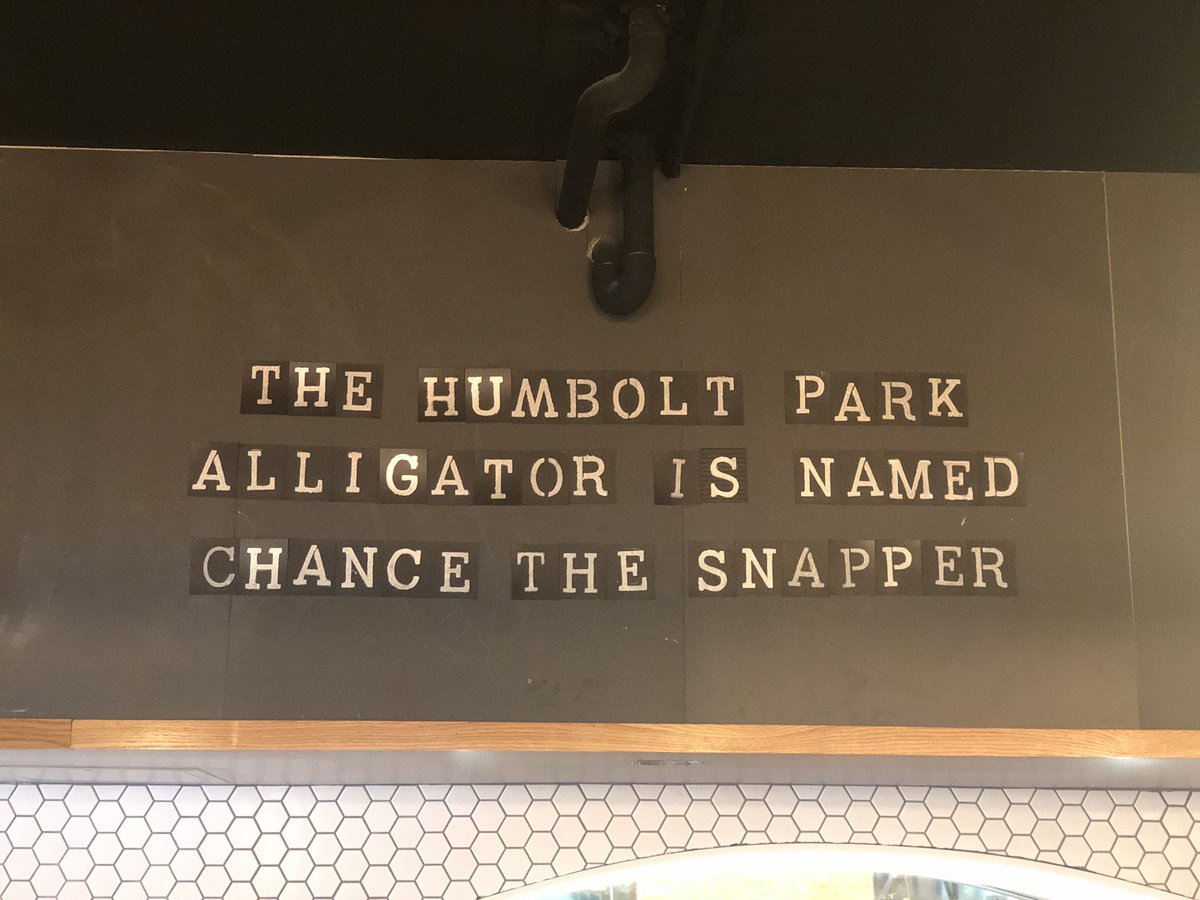 THE HUMBOLT PARK
ALLIGATOR IS NAMED
CHANCE THE SNAPPER